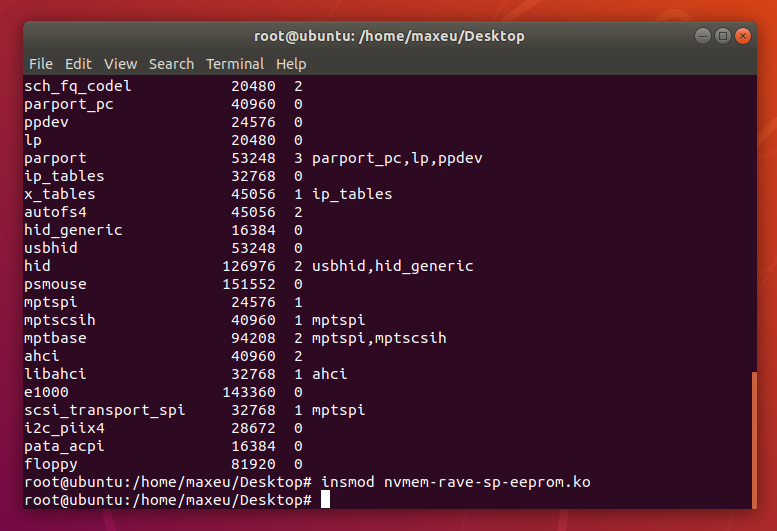 root@ubuntu: /home/maxeu/Desktop
File Edit View Search Terminal Help
sch_fq_codel 20480 2
parport_pc 40960 0
ppdev 24576 0
lp 20480 0
parport 53248 3 parport_pc,lp,ppdev
ip_tables 32768 0
x_tables 45056 1 ip_tables
autofs4 45056 2
hid_generic 16384 0
usbhid 53248 0
hid 126976 2 usbhid,hid_generic
psmouse 151552 0
mptspi 24576 1
mptscsih 40960 1 mptspi
mptbase 94208 2 mptspi,mptscsih
ahci 40960 2
libahci 32768 1 ahci
e1000 143360 0
scsi_transport_spi 32768 1 mptspi
i2c_piix4 28672 0
pata_acpi 16384 0
floppy 81920 0
root@ubuntu:/home/maxeu/Desktop# insmod nvmem-rave-sp-eeprom.ko
root@ubuntu:/home/maxeu/Desktop#